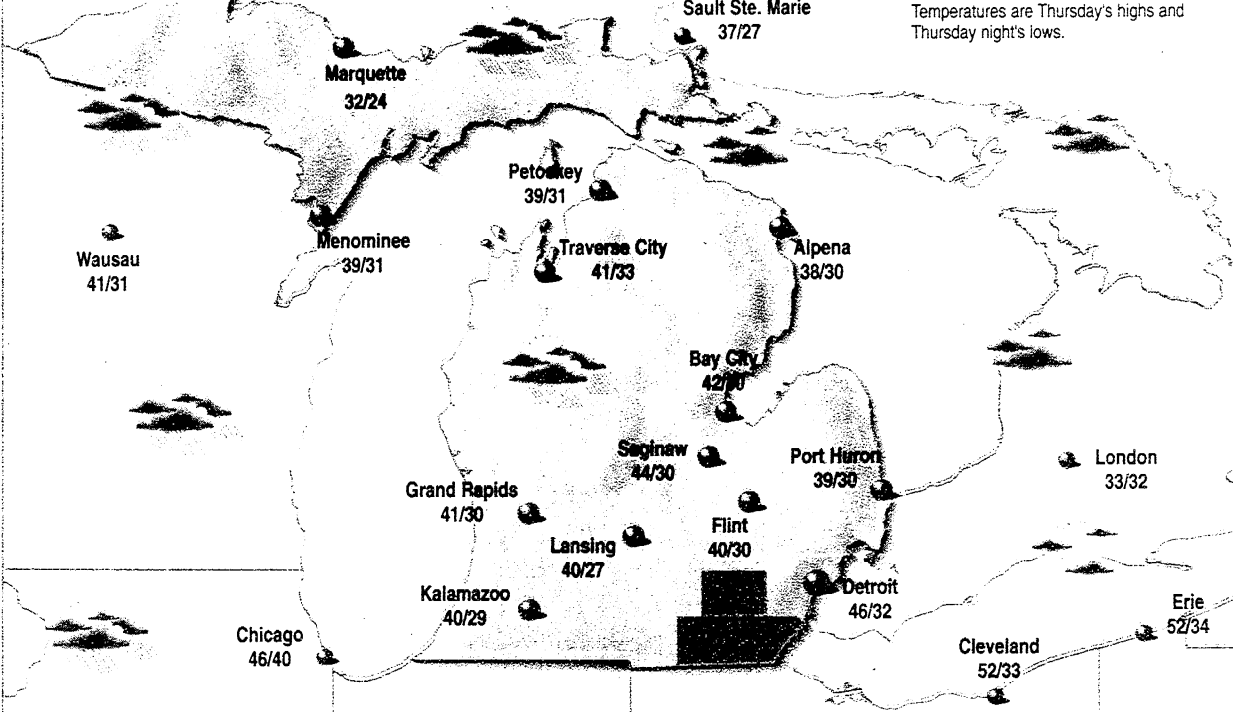 Sault Ste. Marie
37/27
Temperatures are Thursday's highs and
Thursday night's lows.
Marquette
32/24
Petoskey
39/31
Menominee
39/31
Wausau
41/31
Traverse City
41/33
Alpena
38/30
Bay City
42/30
Saginaw
44/30
Port Huron
39/30
London
33/32
Grand Rapids
41/30
Flint
40/30
Lansing
40/27
Kalamazoo
40/29
Detroit
46/32
Chicago
46/40
Erie
52/34
Cleveland
52/33